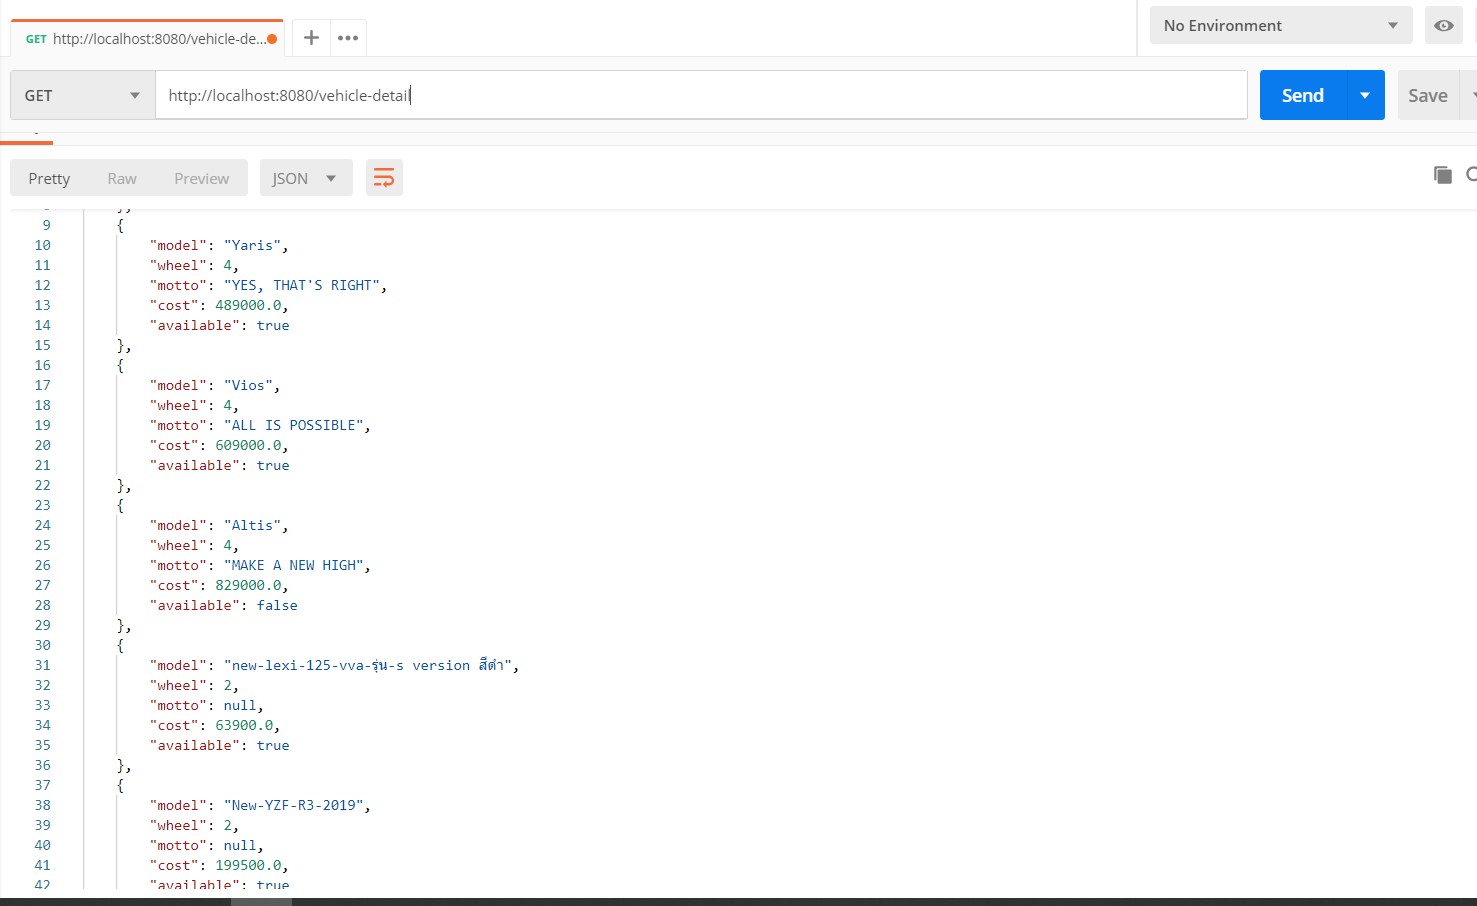 GET http://localhost:8080/vehicle-de...
No Environment
GET http://localhost:8080/vehicle-detail Send Save
Pretty Raw Preview JSON
9 {
10 "model": "Yaris",
11 "wheel": 4,
12 "motto": "YES, THAT'S RIGHT",
13 "cost": 489000.0,
14 "available": true
15 },
16 {
17 "model": "Vios",
18 "wheel": 4,
19 "motto": "ALL IS POSSIBLE",
20 "cost": 609000.0,
21 "available": true
22 },
23 {
24 "model": "Altis",
25 "wheel": 4,
26 "motto": "MAKE A NEW HIGH",
27 "cost": 829000.0,
28 "available": false
29 },
30 {
31 "model": "new-lexi-125-vva-รุ่น-s version สีดำ",
32 "wheel": 2,
33 "motto": null,
34 "cost": 63900.0,
35 "available": true
36 },
37 {
38 "model": "New-YZF-R3-2019",
39 "wheel": 2,
40 "motto": null,
41 "cost": 199500.0,
42 "available": true